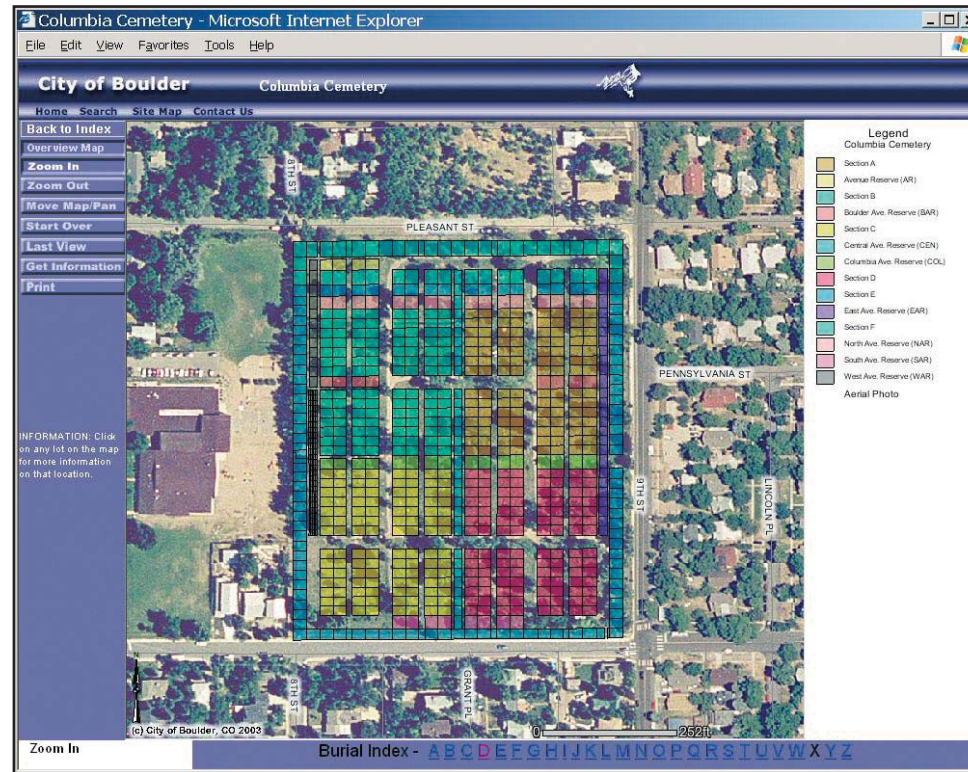 Columbia Cemetery - Microsoft Internet Explorer
File Edit View Favorites Tools Help
City of Boulder Columbia Cemetery
Home Search Site Map Contact Us
Back to Index
Overview Map
Zoom In
Zoom Out
Move Map/Pan
Start Over
Last View
Get Information
Print
INFORMATION: Click
on any lot on the map
for more information
on that location.
8TH ST
PLEASANT ST
PENNSYLVANIA ST
9TH ST
LINCOLN PL
8TH ST
GRANT PL
N
(c) City of Boulder, CO 2003
0 252ft
Legend
Columbia Cemetery
Section A
Avenue Reserve (AR)
Section B
Boulder Ave. Reserve (BAR)
Section C
Central Ave. Reserve (CEN)
Columbia Ave. Reserve (COL)
Section D
Section E
East Ave. Reserve (EAR)
Section F
North Ave. Reserve (NAR)
South Ave. Reserve (SAR)
West Ave. Reserve (WAR)
Aerial Photo
Zoom In
Burial Index - A B C D E F G H I J K L M N O P Q R S T U V W X Y Z